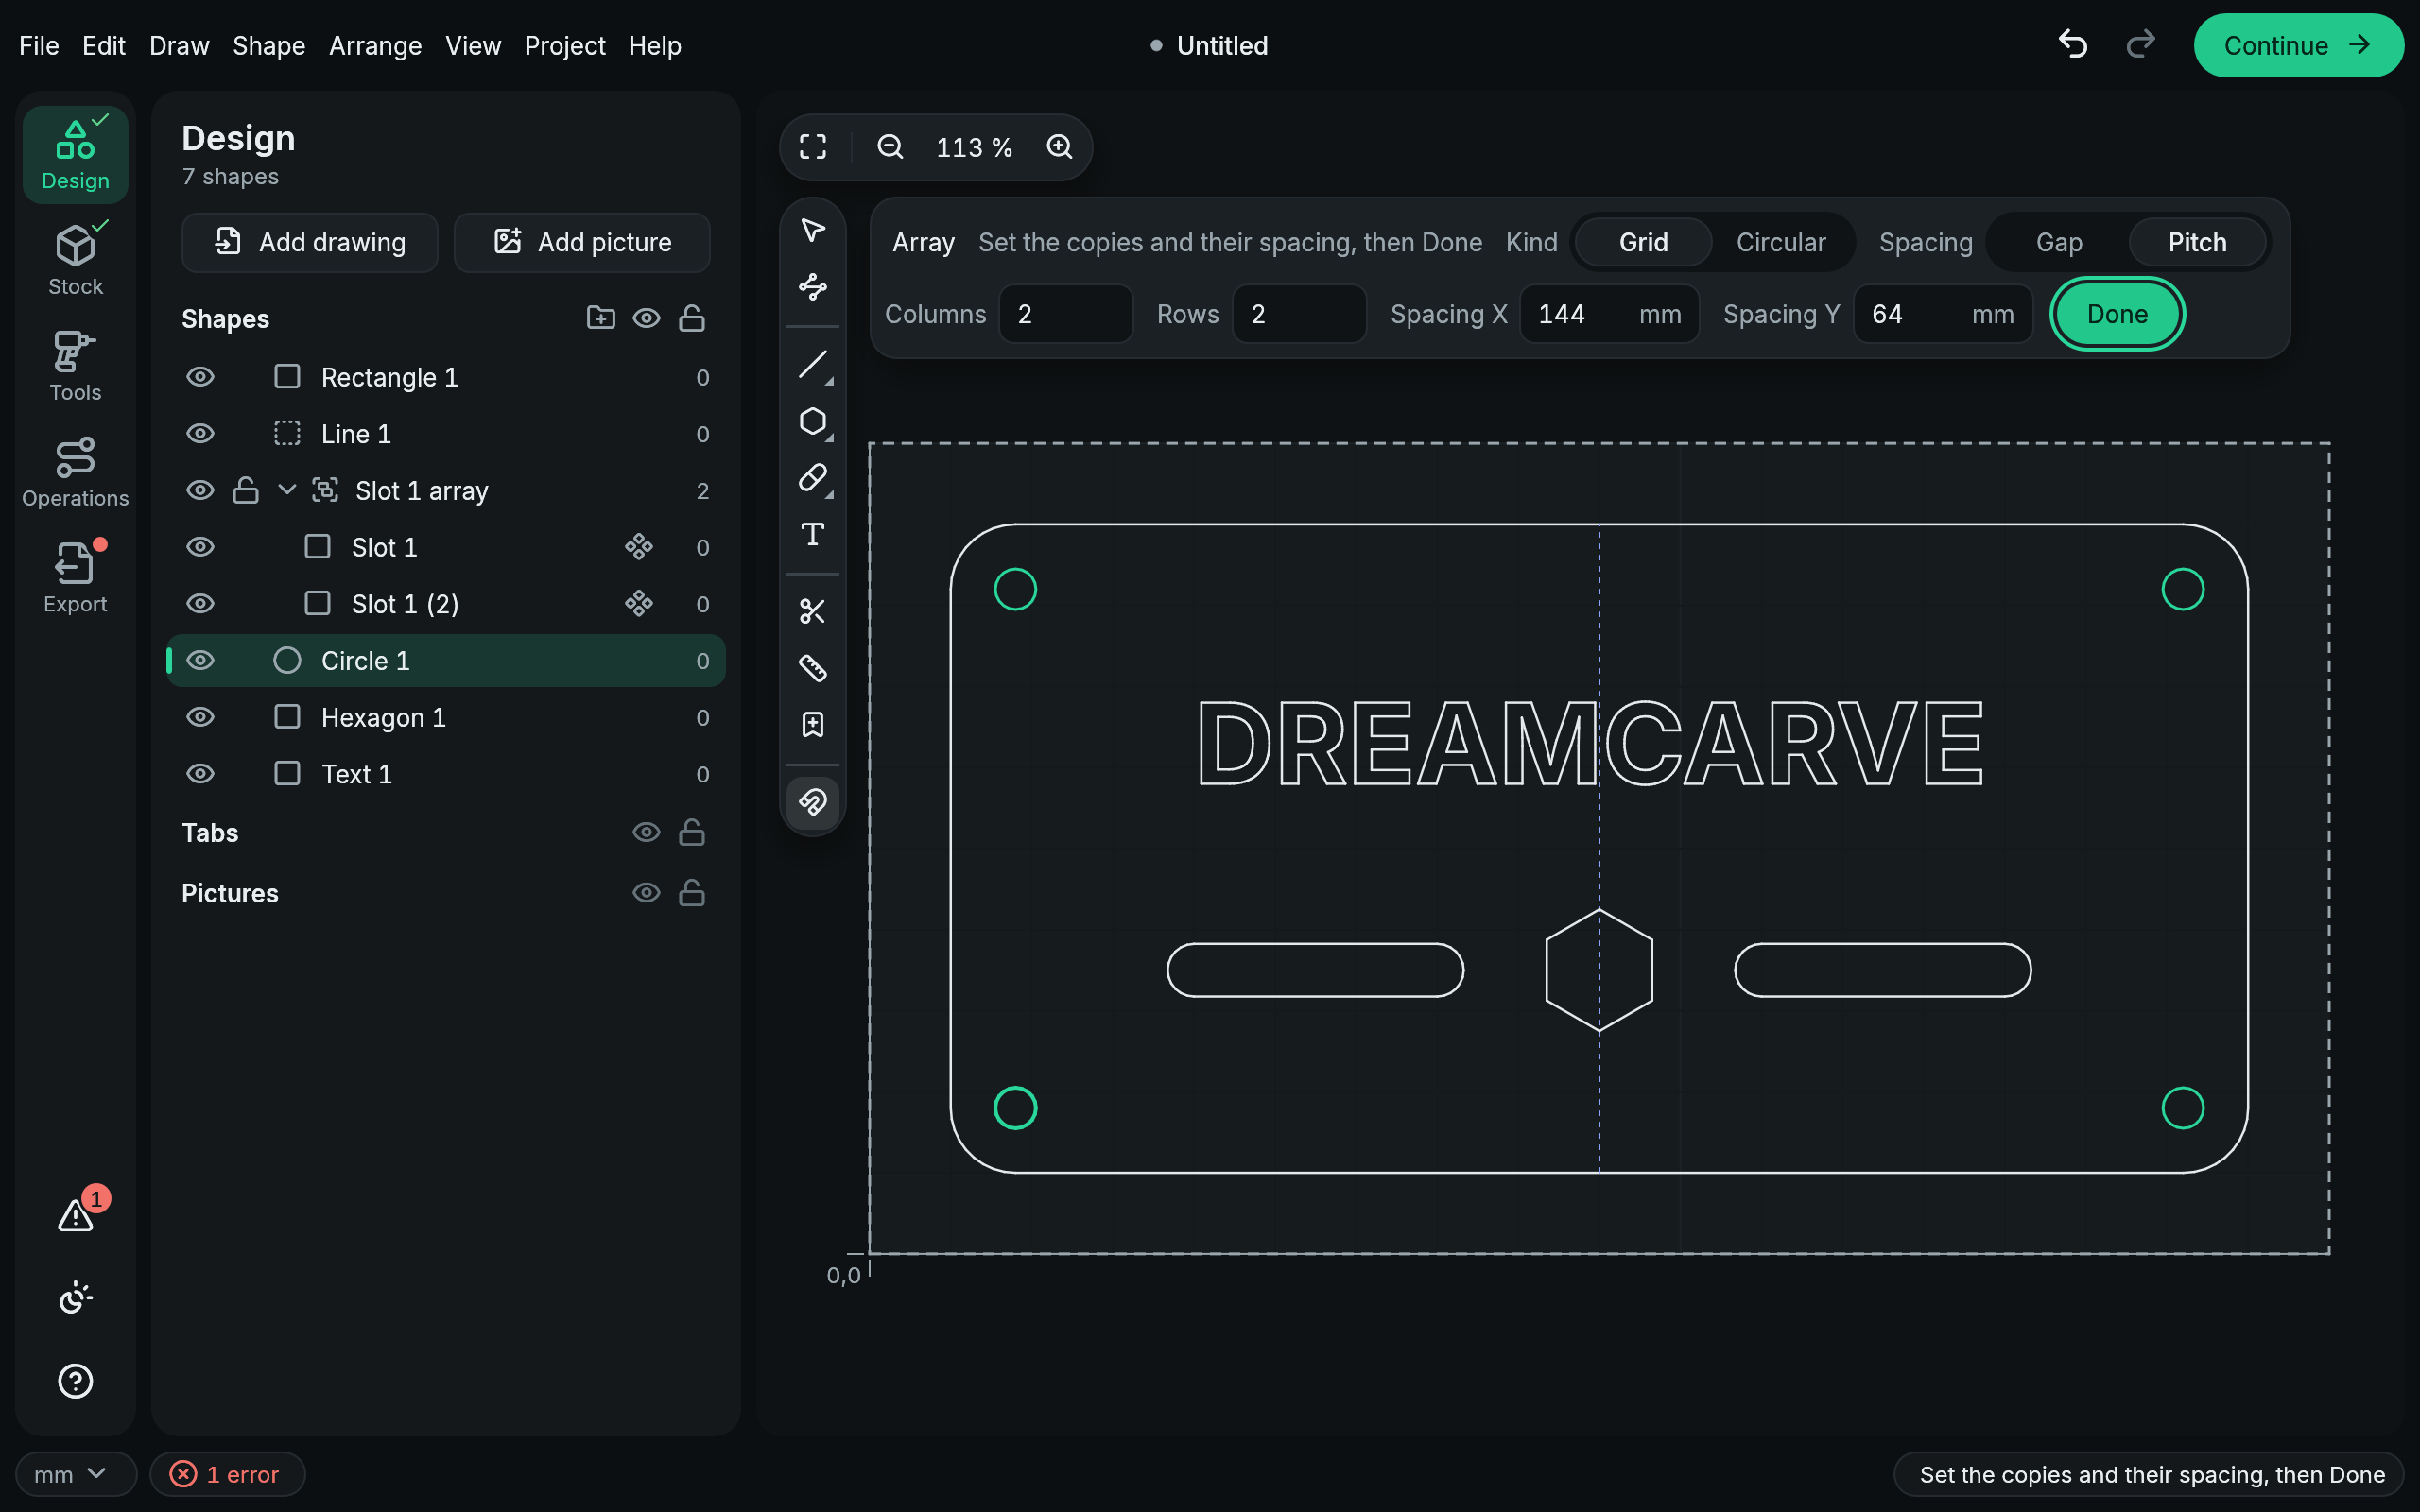 File Edit Draw Shape Arrange View Project Help
Untitled
Continue
Design
Stock
Tools
Operations
Export
1
Design
7 shapes
Add drawing
Add picture
Shapes
Rectangle 1 0
Line 1 0
Slot 1 array 2
Slot 1 0
Slot 1 (2) 0
Circle 1 0
Hexagon 1 0
Text 1 0
Tabs
Pictures
113 %
Array Set the copies and their spacing, then Done Kind Grid Circular Spacing Gap Pitch
Columns 2 Rows 2 Spacing X 144 mm Spacing Y 64 mm Done
DREAMCARVE
0,0
mm
1 error
Set the copies and their spacing, then Done